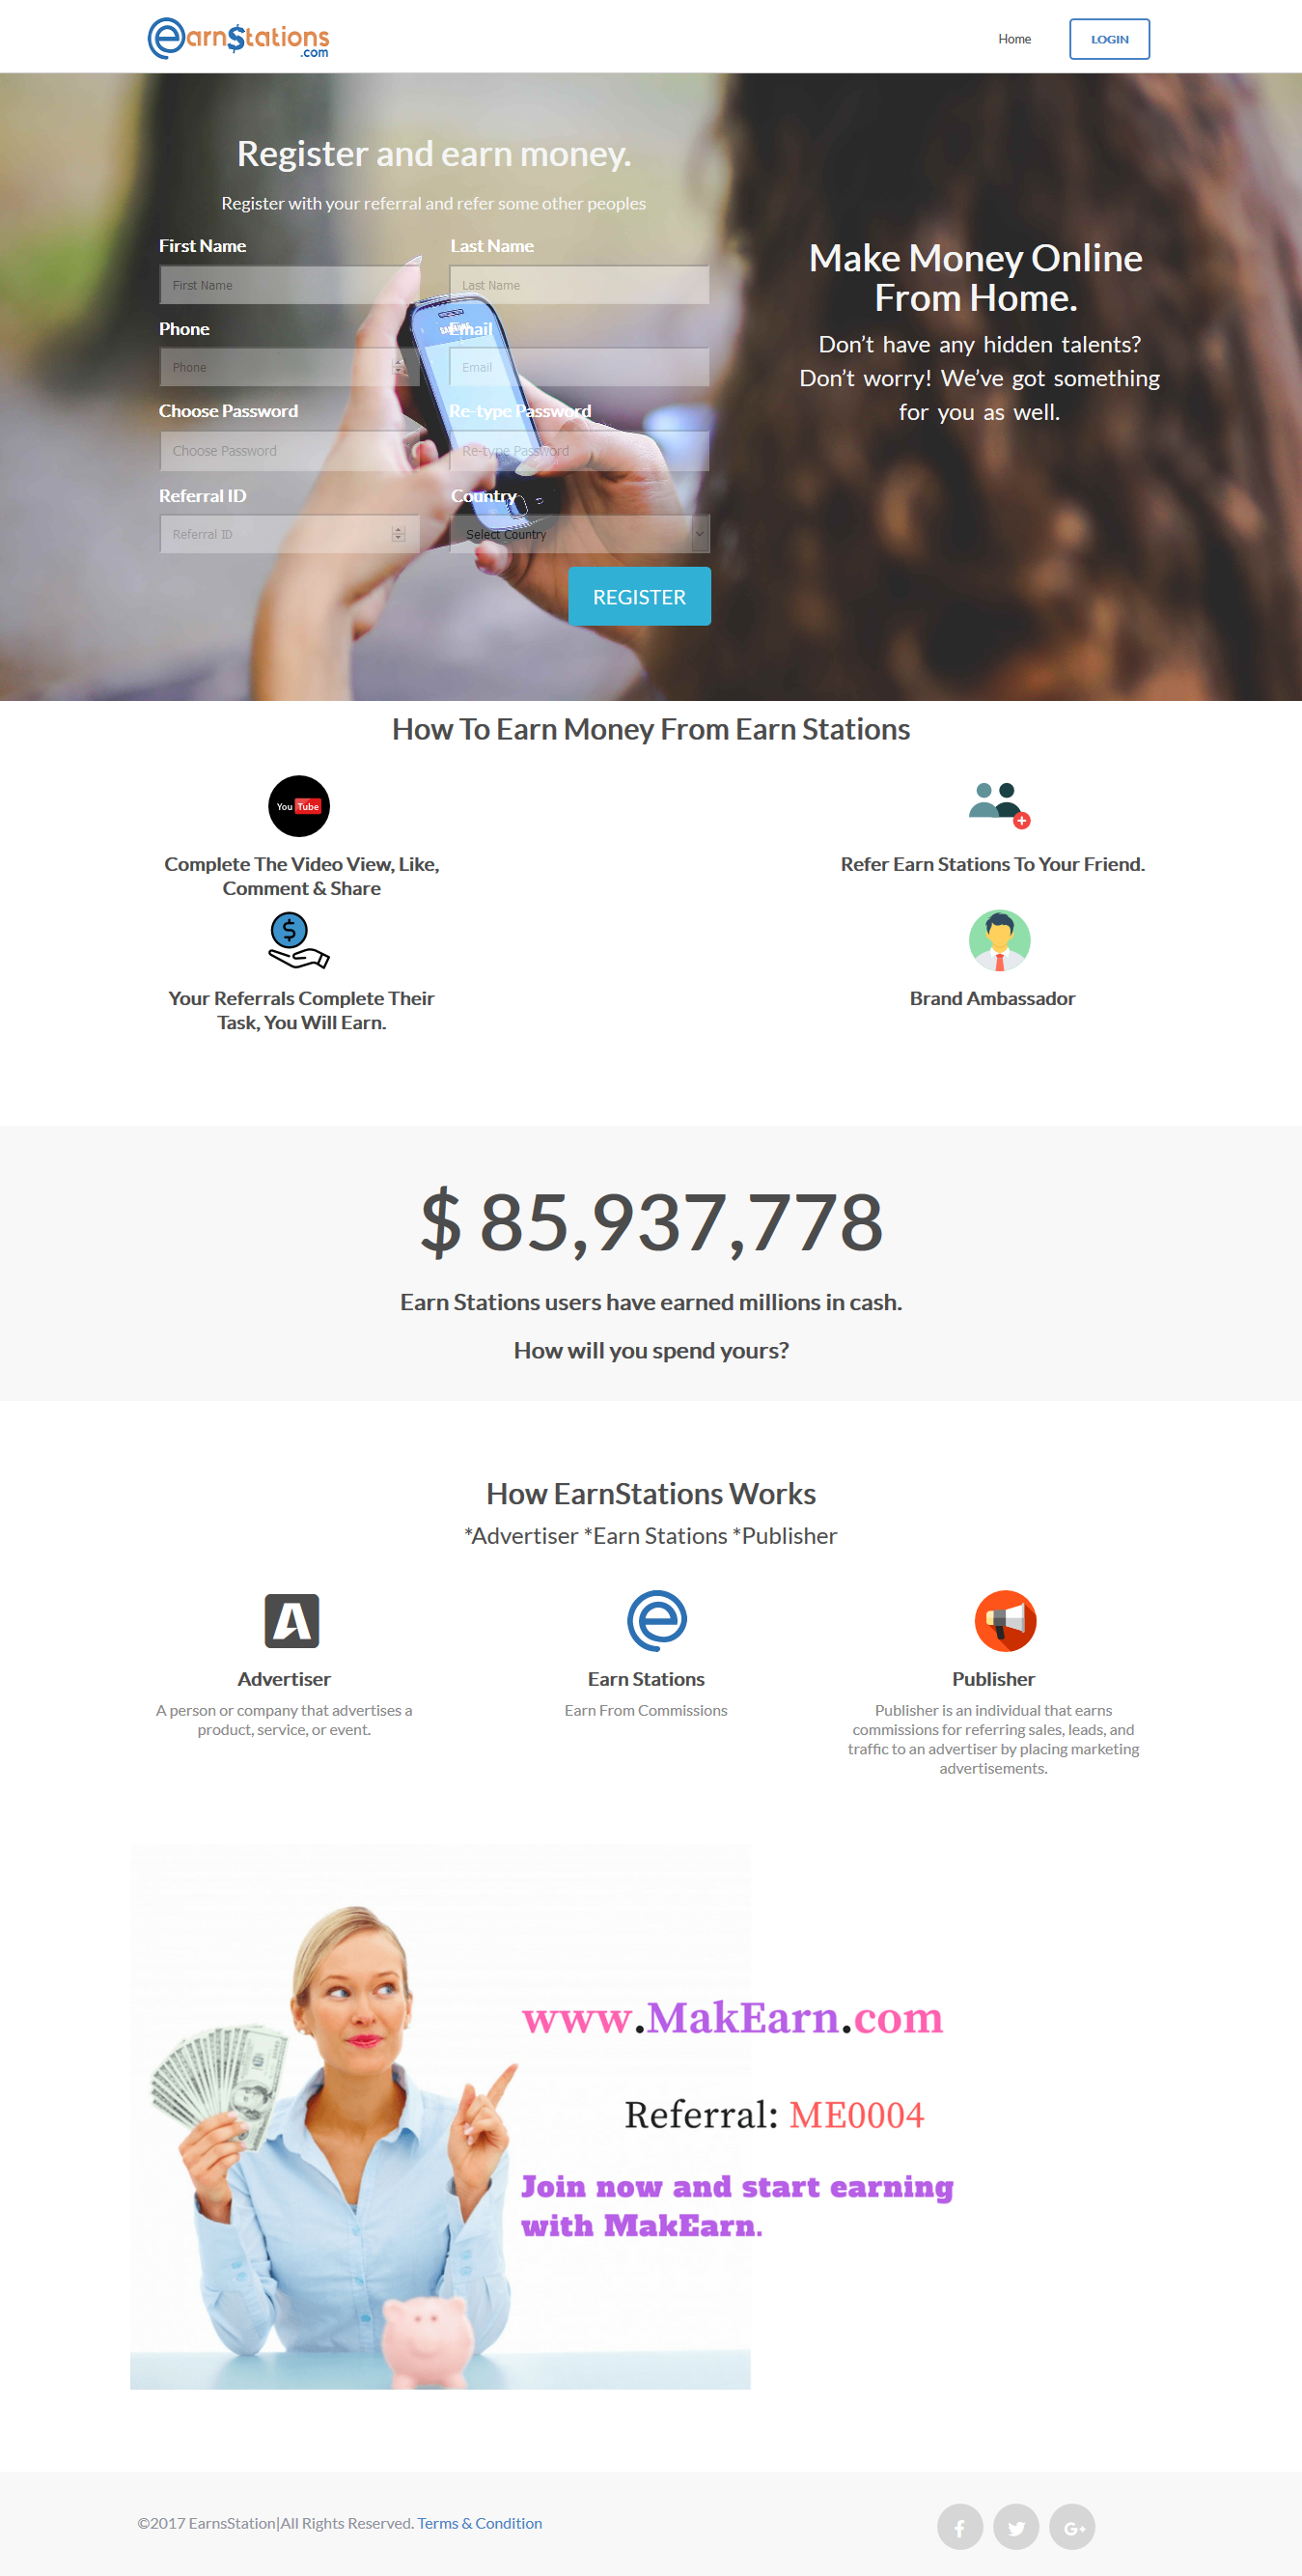 earn$tations
.com
Home
LOGIN
Register and earn money.
Register with your referral and refer some other peoples
First Name
Last Name
First Name
Last Name
Phone
Email
Phone
Email
Choose Password
Re-type Password
Choose Password
Re-type Password
Referral ID
Country
Referral ID
Select Country
REGISTER
Make Money Online
From Home.
Don’t have any hidden talents?
Don’t worry! We’ve got something
for you as well.
How To Earn Money From Earn Stations
You Tube
Complete The Video View, Like,
Comment & Share
Refer Earn Stations To Your Friend.
$
Your Referrals Complete Their
Task, You Will Earn.
Brand Ambassador
$ 85,937,778
Earn Stations users have earned millions in cash.
How will you spend yours?
How EarnStations Works
*Advertiser *Earn Stations *Publisher
A
e
Advertiser
A person or company that advertises a
product, service, or event.
Earn Stations
Earn From Commissions
Publisher
Publisher is an individual that earns
commissions for referring sales, leads, and
traffic to an advertiser by placing marketing
advertisements.
www.MakEarn.com
Referral: ME0004
Join now and start earning
with MakEarn.
©2017 EarnsStation|All Rights Reserved. Terms & Condition
f
G+